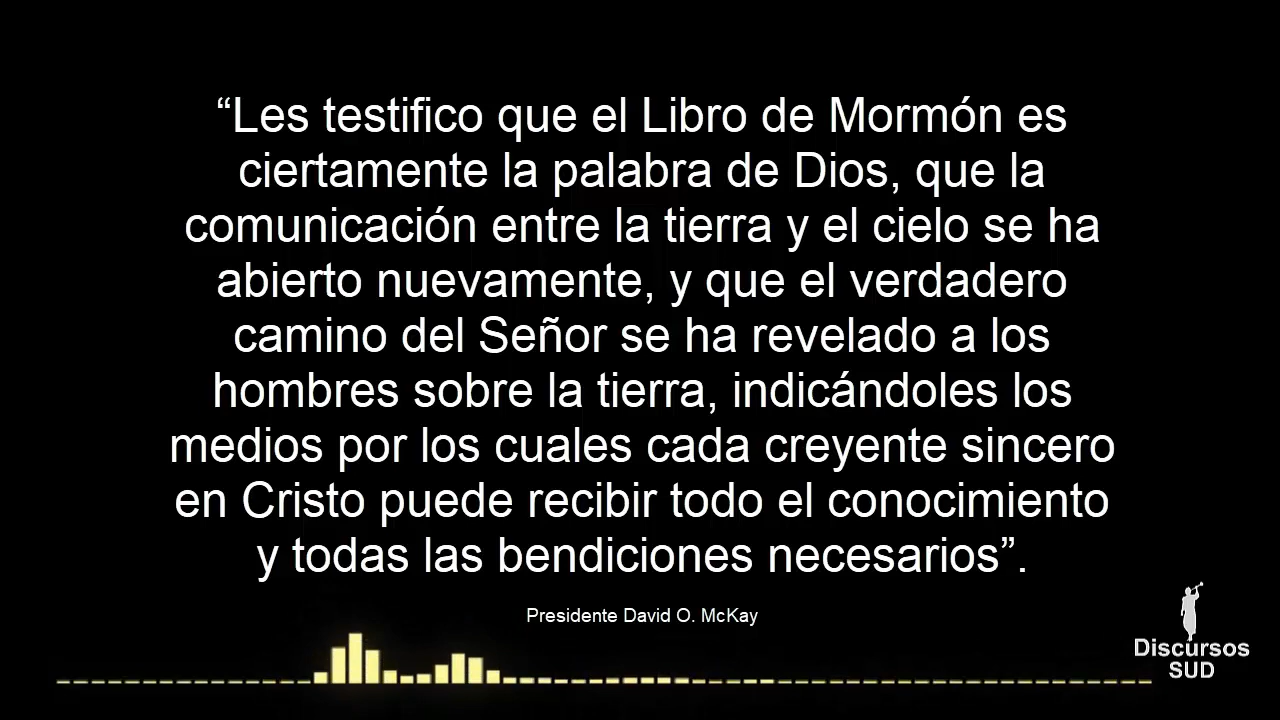 “Les testifico que el Libro de Mormón es
ciertamente la palabra de Dios, que la
comunicación entre la tierra y el cielo se ha
abierto nuevamente, y que el verdadero
camino del Señor se ha revelado a los
hombres sobre la tierra, indicándoles los
medios por los cuales cada creyente sincero
en Cristo puede recibir todo el conocimiento
y todas las bendiciones necesarios”.
Presidente David O. McKay
Discursos
SUD